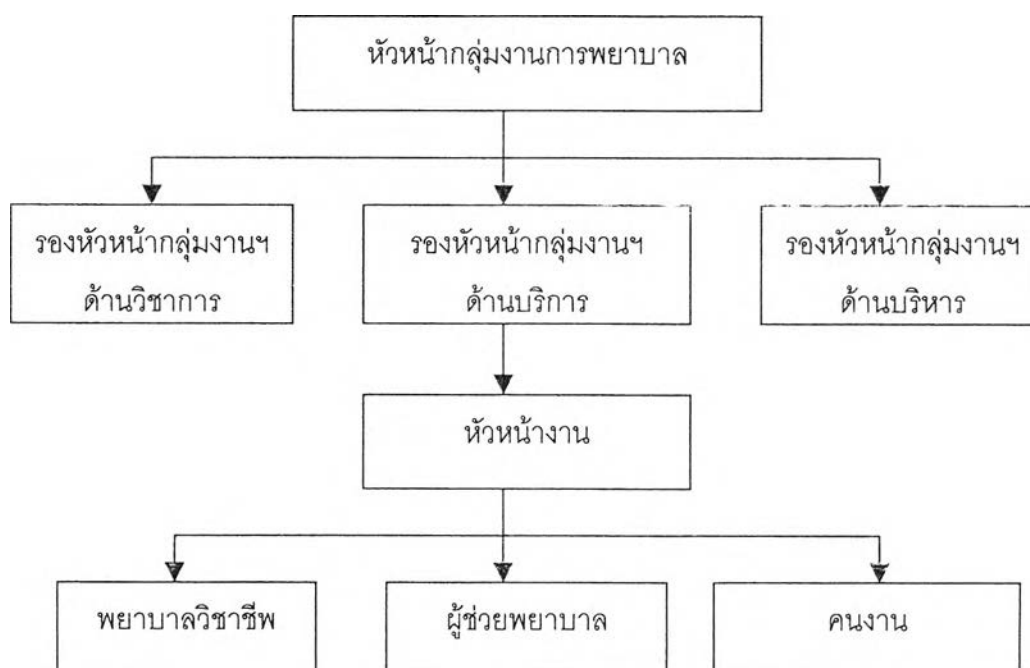 หัวหน้ากลุ่มงานการพยาบาล
รองหัวหน้ากลุ่มงานฯ
ด้านวิชาการ
รองหัวหน้ากลุ่มงานฯ
ด้านบริการ
รองหัวหน้ากลุ่มงานฯ
ด้านบริหาร
หัวหน้างาน
พยาบาลวิชาชีพ
ผู้ช่วยพยาบาล
คนงาน